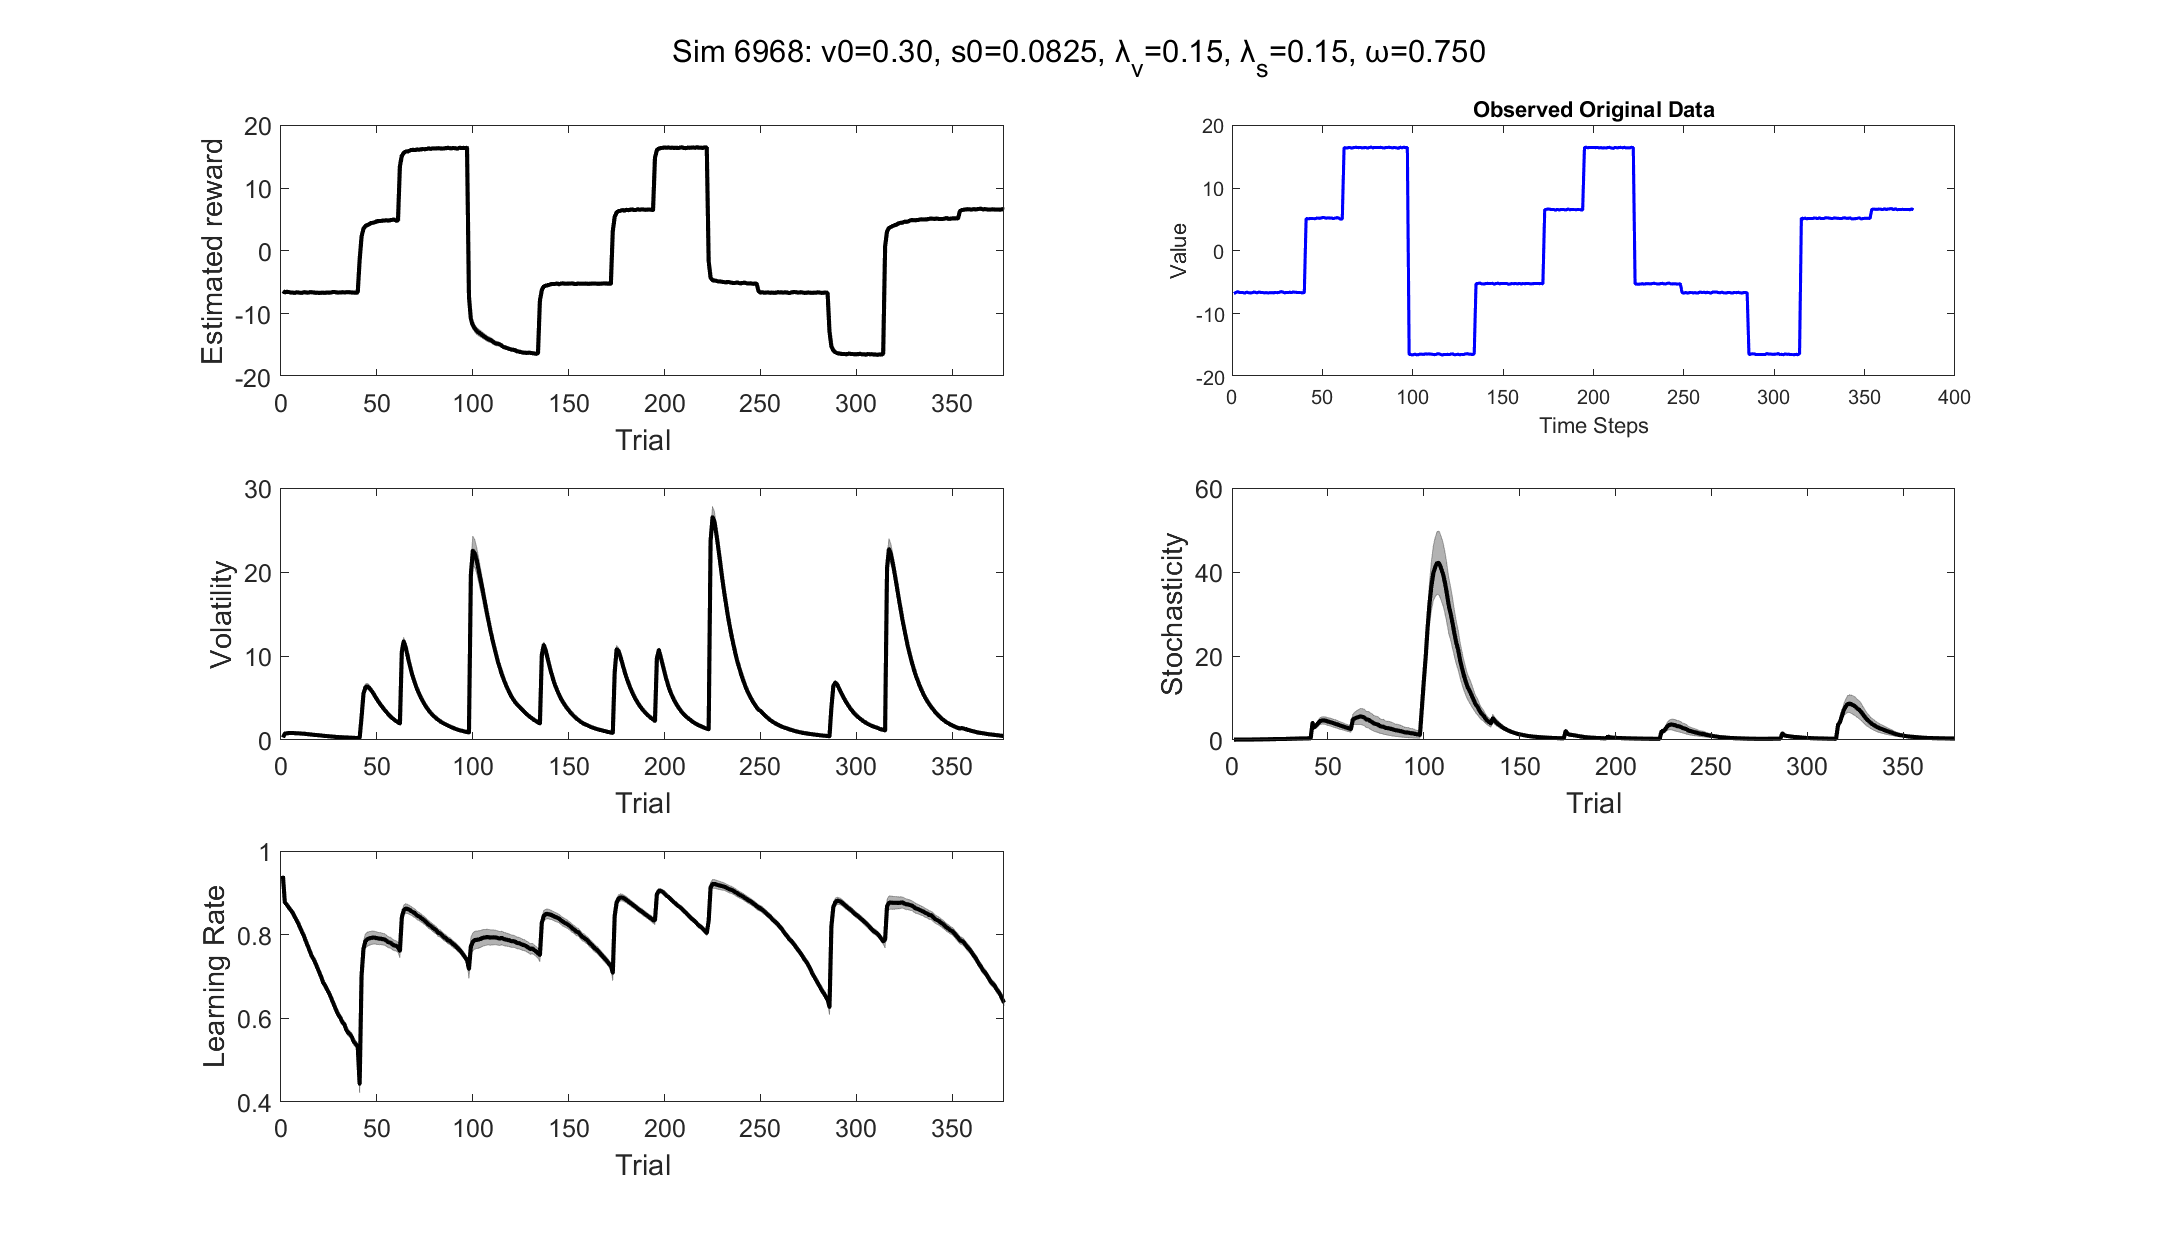 Sim 6968: v0=0.30, s0=0.0825, λv=0.15, λs=0.15, ω=0.750
Estimated reward
20
10
0
-10
-20
0 50 100 150 200 250 300 350
Trial
Observed Original Data
Value
20
10
0
-10
-20
0 50 100 150 200 250 300 350 400
Time Steps
Volatility
30
20
10
0
0 50 100 150 200 250 300 350
Trial
Stochasticity
60
40
20
0
0 50 100 150 200 250 300 350
Trial
Learning Rate
1
0.8
0.6
0.4
0 50 100 150 200 250 300 350
Trial